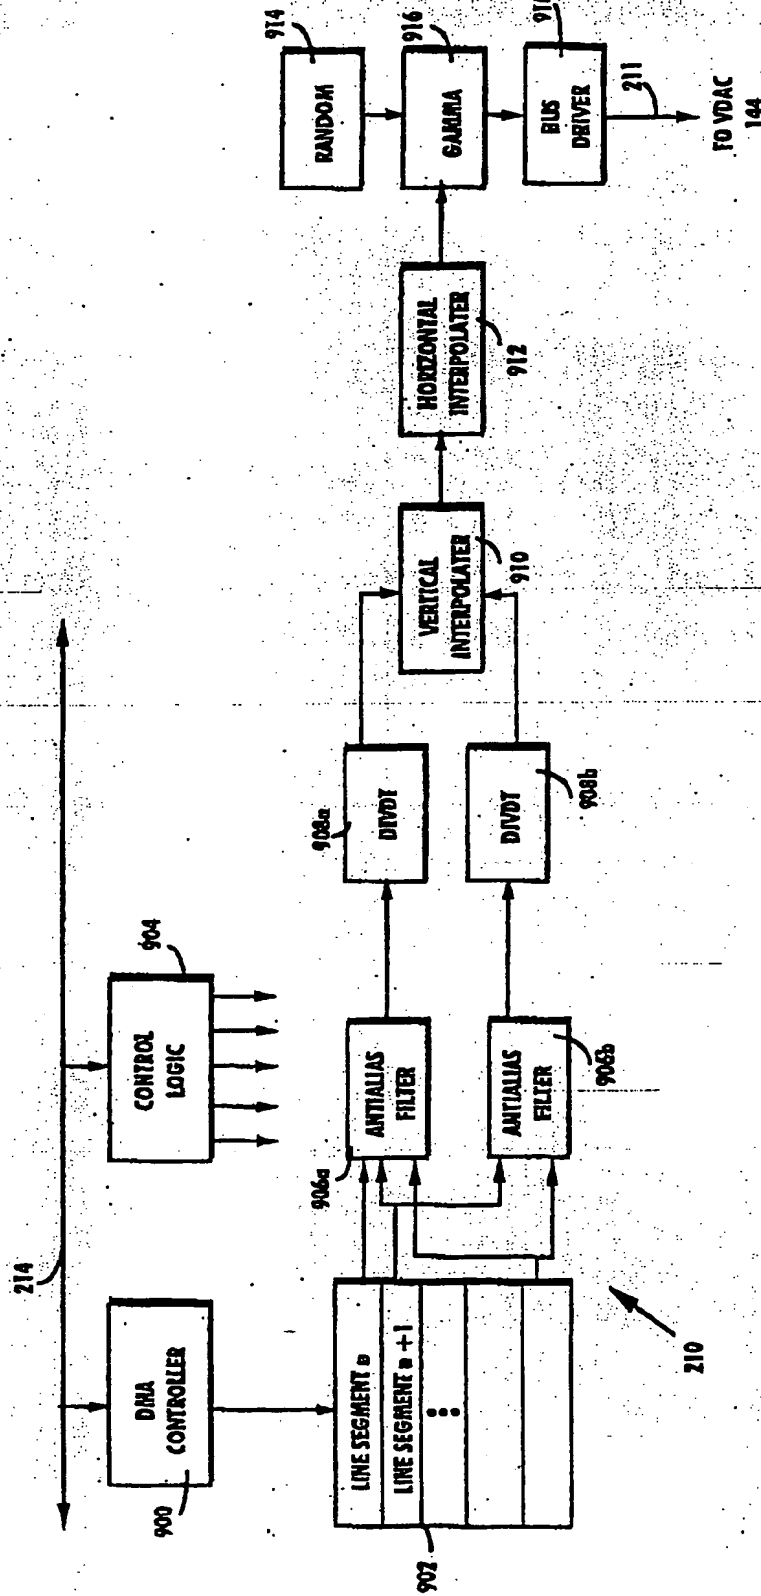 214
DMA
CONTROLLER
900
CONTROL
LOGIC
904
LINE SEGMENT n
LINE SEGMENT n + 1
902
906a
ANTIALIAS
FILTER
ANTIALIAS
FILTER
906b
908a
DIVDT
DIVDT
908b
VERTICAL
INTERPOLATER
910
HORIZONTAL
INTERPOLATER
912
RANDOM
914
GAMMA
916
BUS
DRIVER
211
TO VDAC
144
210